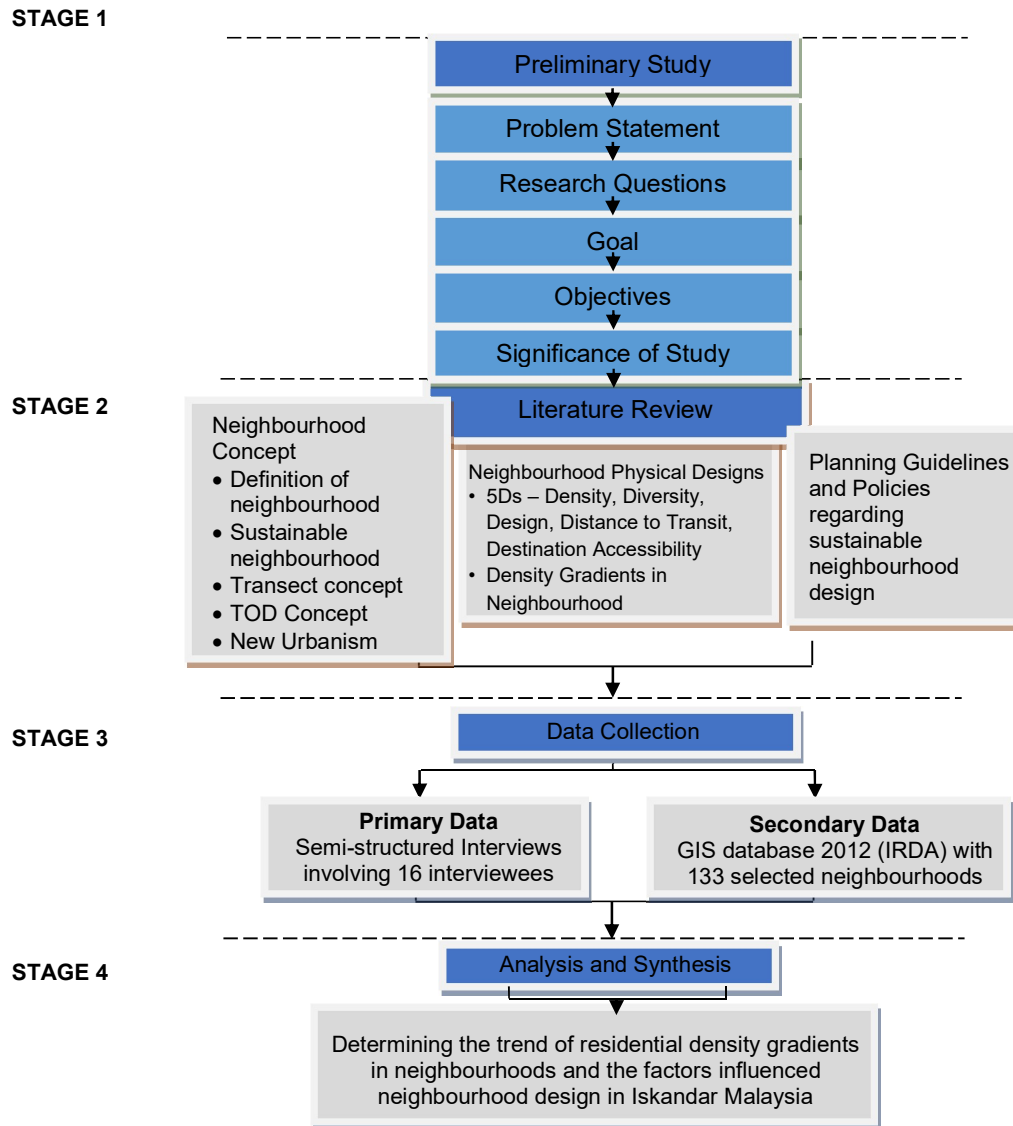 STAGE 1
Preliminary Study
Problem Statement
Research Questions
Goal
Objectives
Significance of Study
STAGE 2
Literature Review
Neighbourhood
Concept
• Definition of
neighbourhood
• Sustainable
neighbourhood
• Transect concept
• TOD Concept
• New Urbanism
Neighbourhood Physical Designs
• 5Ds – Density, Diversity,
Design, Distance to Transit,
Destination Accessibility
• Density Gradients in
Neighbourhood
Planning Guidelines
and Policies
regarding
sustainable
neighbourhood
design
STAGE 3
Data Collection
Primary Data
Semi-structured Interviews
involving 16 interviewees
Secondary Data
GIS database 2012 (IRDA) with
133 selected neighbourhoods
STAGE 4
Analysis and Synthesis
Determining the trend of residential density gradients
in neighbourhoods and the factors influenced
neighbourhood design in Iskandar Malaysia